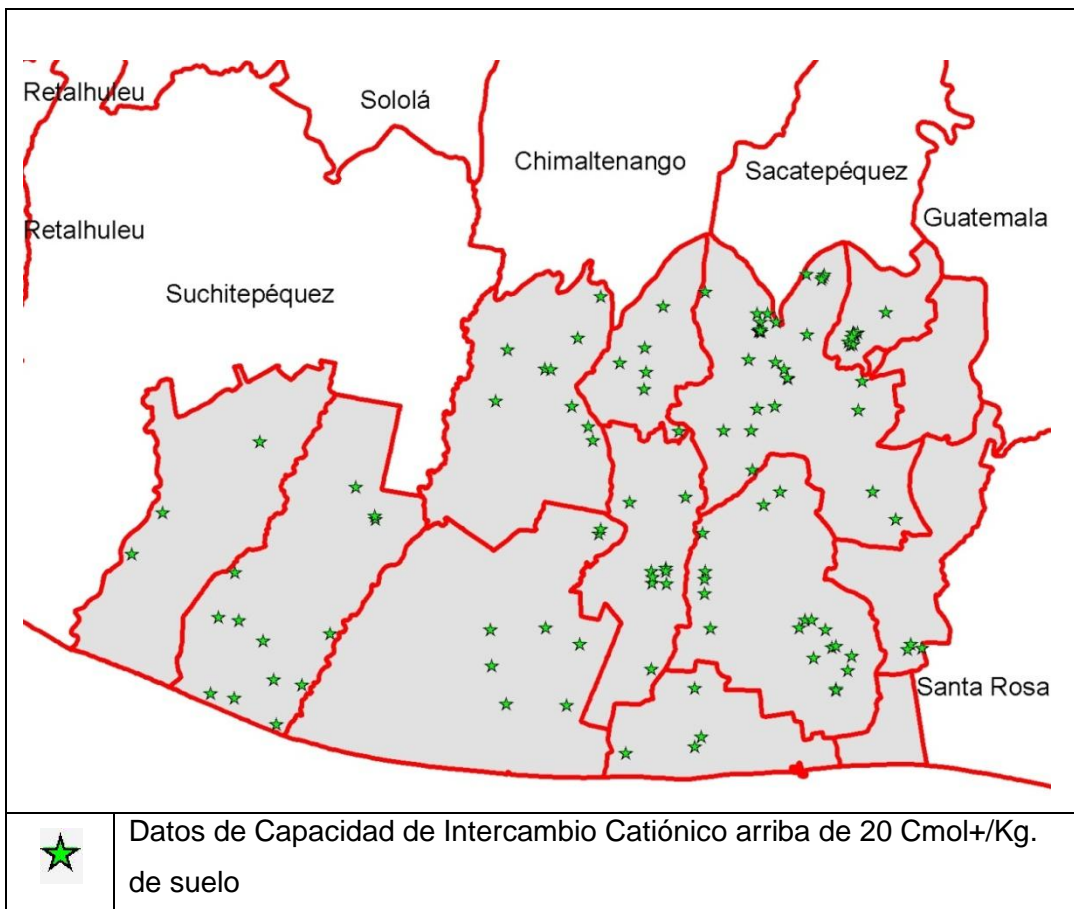 Retalhuleu
Sololá
Chimaltenango
Sacatepéquez
Guatemala
Retalhuleu
Suchitepéquez
Santa Rosa
Datos de Capacidad de Intercambio Catiónico arriba de 20 Cmol+/Kg.
de suelo